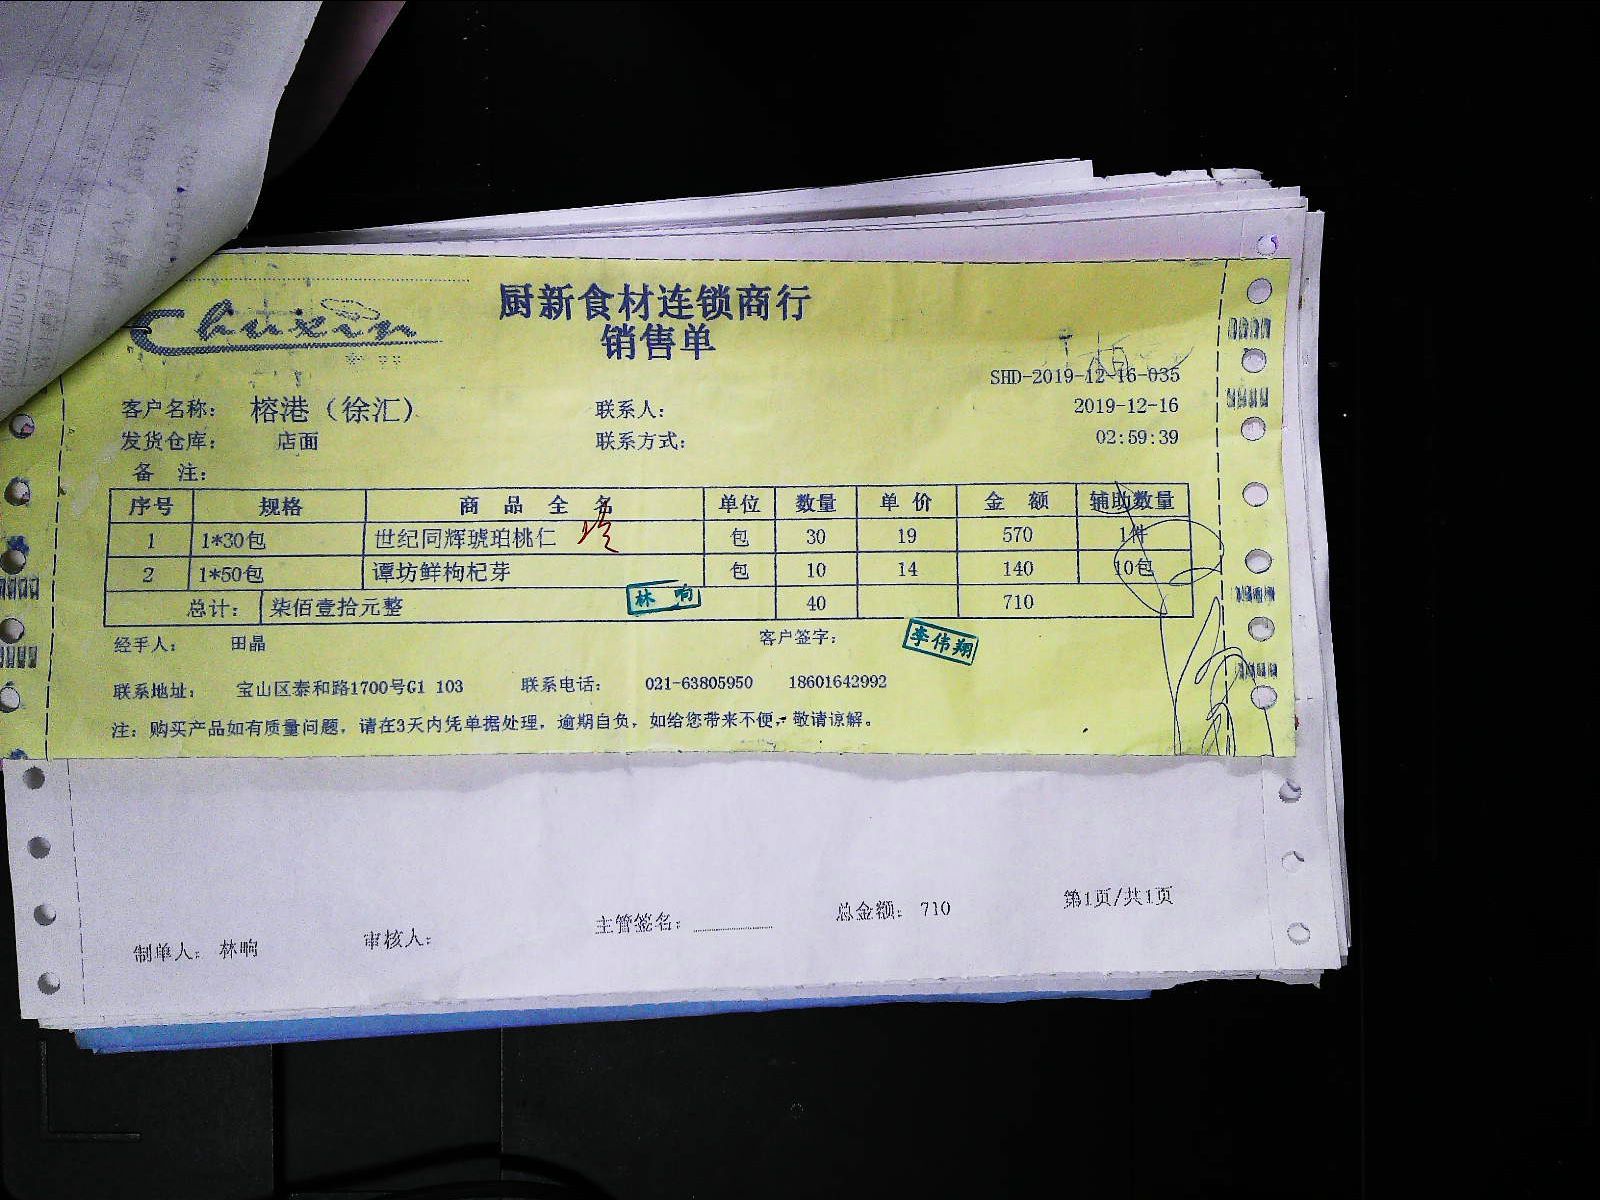 Chuxin
厨新食材连锁商行
销售单
SHD-2019-12-16-035
客户名称: 榕港（徐汇） 联系人: 2019-12-16
发货仓库: 店面 联系方式: 02:59:39
备 注:
序号 规格 商 品 全 名 单位 数量 单 价 金 额 辅助数量
1 1*30包 世纪同辉琥珀桃仁 包 30 19 570 1件
2 1*50包 谭坊鲜枸杞芽 包 10 14 140 10包
总计: 柒佰壹拾元整 林 响 40 710
经手人: 田晶 客户签字: 李伟翔
联系地址: 宝山区泰和路1700号G1 103 联系电话: 021-63805950 18601642992
注: 购买产品如有质量问题, 请在3天内凭单据处理, 逾期自负, 如给您带来不便, 敬请谅解。
制单人: 林响 审核人: 主管签名: 总金额: 710 第1页/共1页